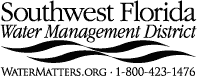 Southwest Florida
Water Management District
WATERMATTERS.ORG · 1-800-423-1476